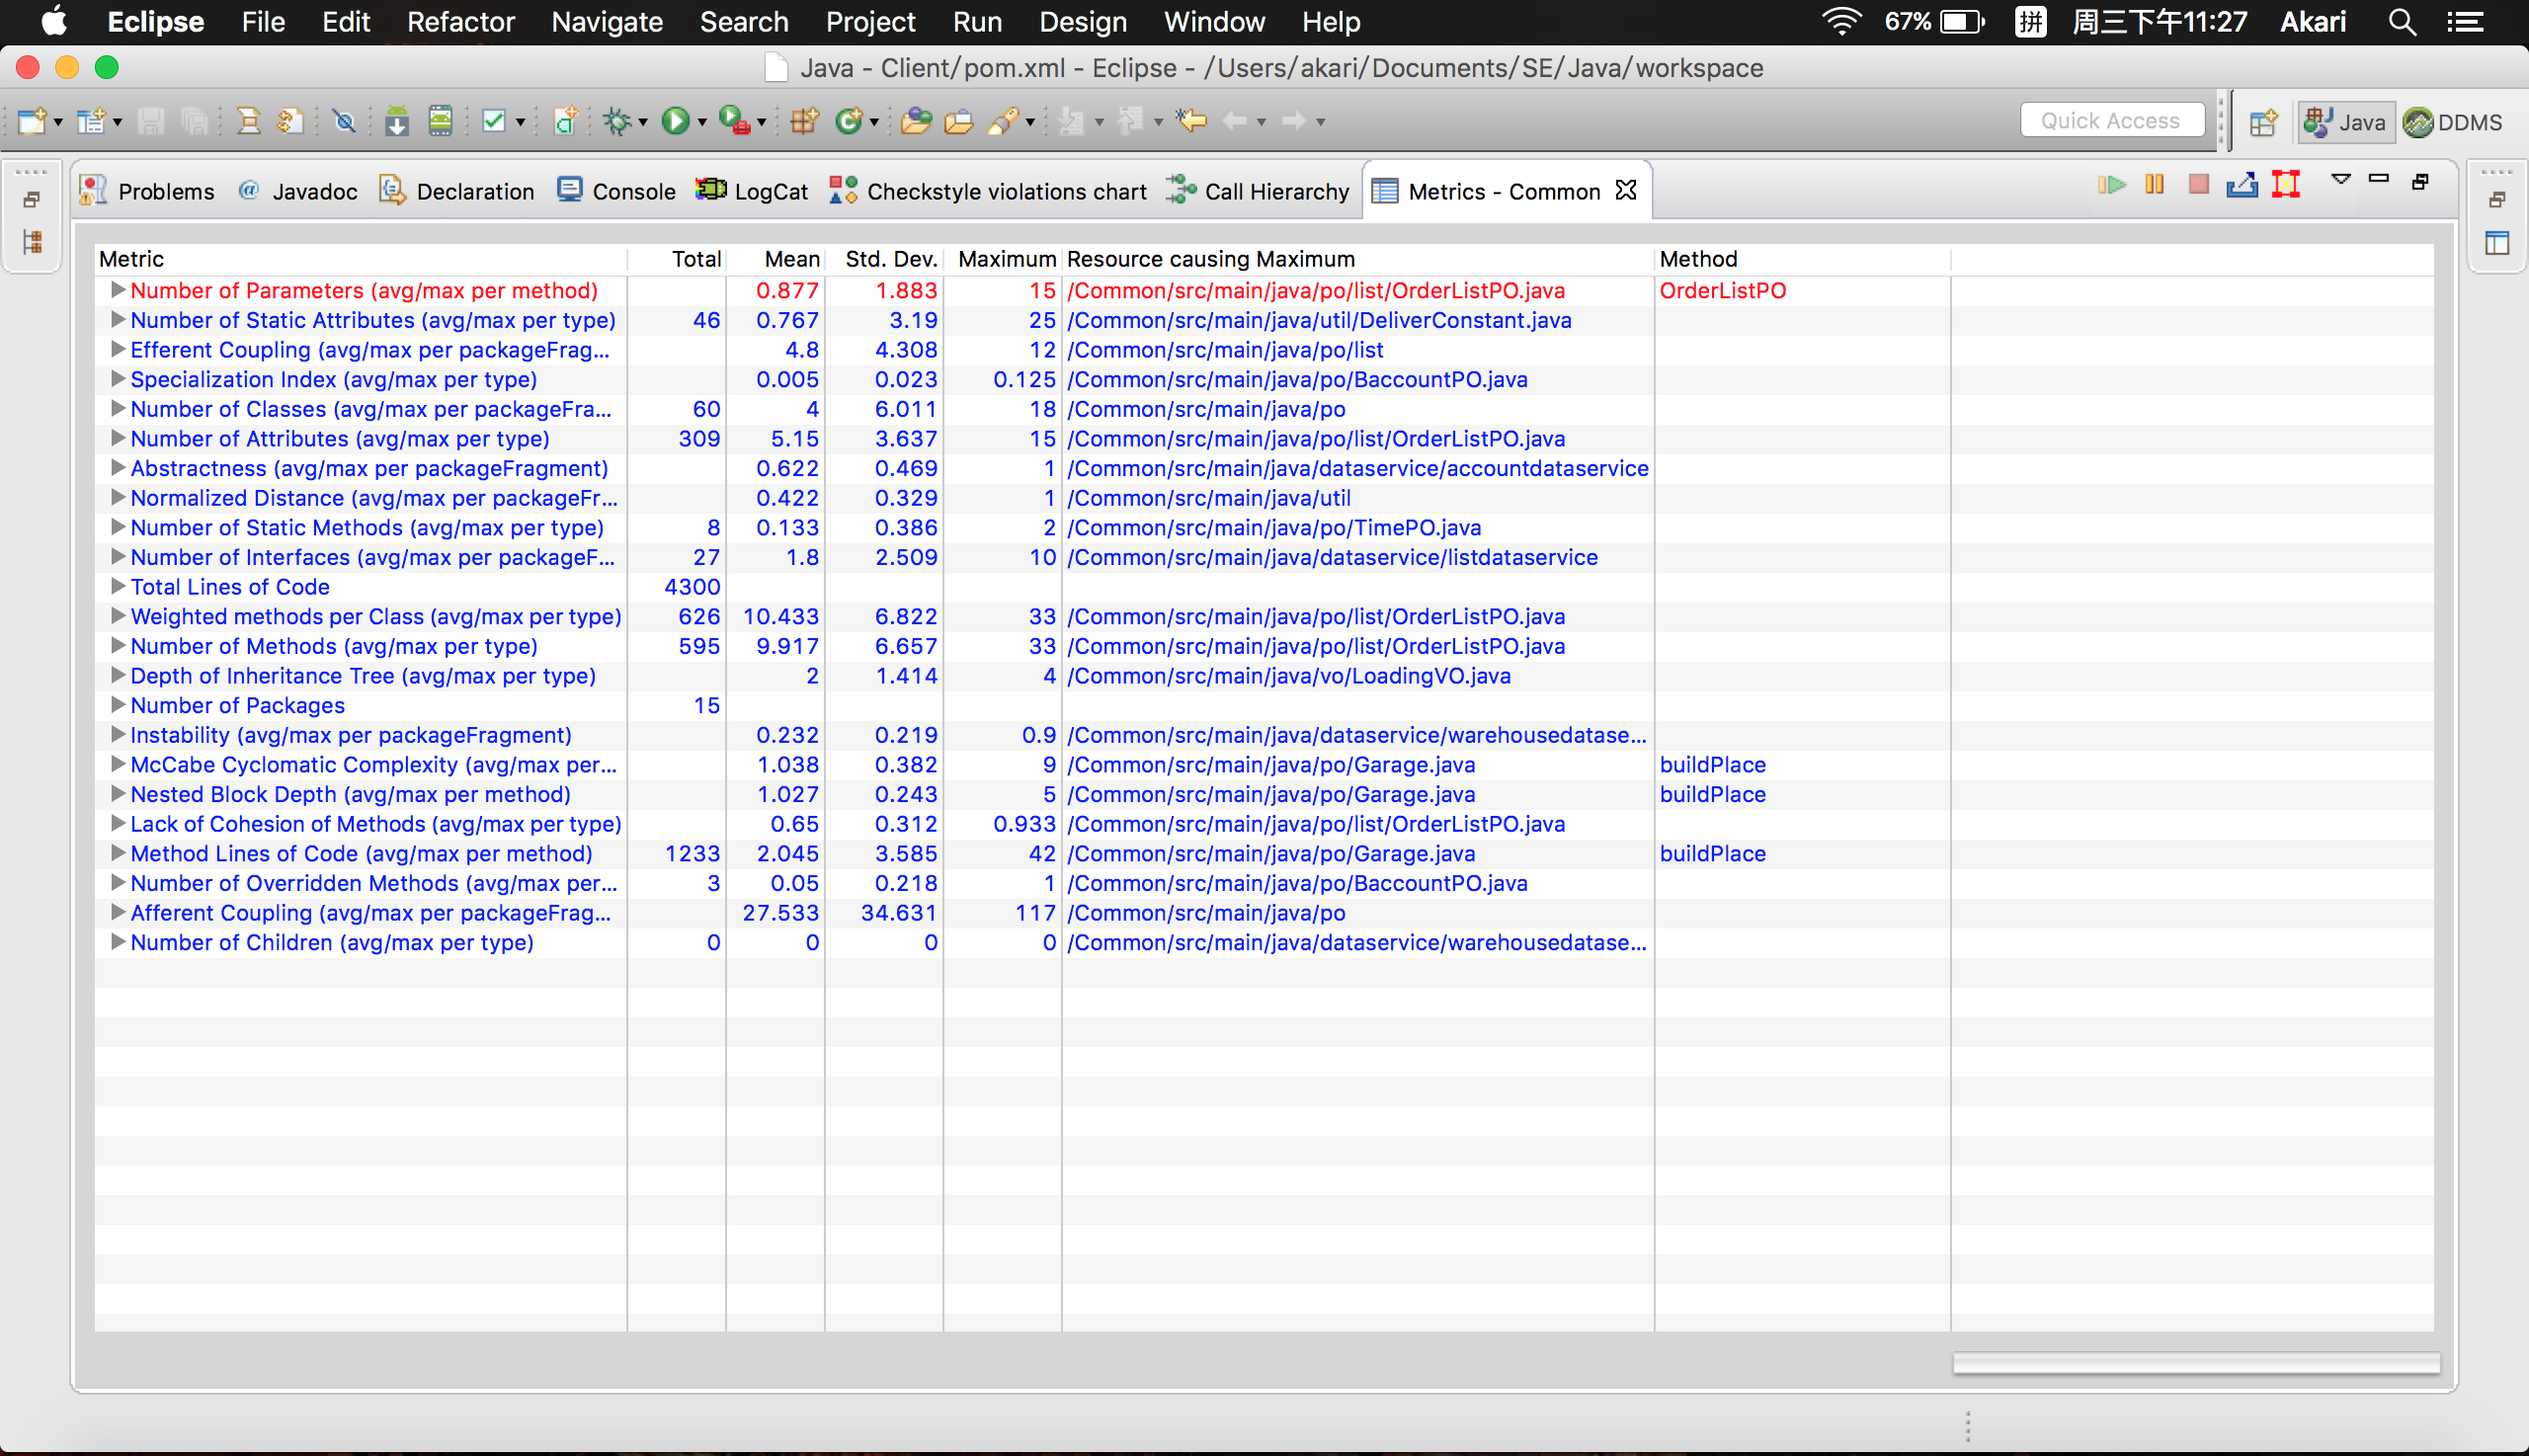 Eclipse File Edit Refactor Navigate Search Project Run Design Window Help 67% 拼 周三下午11:27 Akari
Java - Client/pom.xml - Eclipse - /Users/akari/Documents/SE/Java/workspace
Quick Access Java DDMS
Problems Javadoc Declaration Console LogCat Checkstyle violations chart Call Hierarchy Metrics - Common
Metric Total Mean Std. Dev. Maximum Resource causing Maximum Method
Number of Parameters (avg/max per method) 0.877 1.883 15 /Common/src/main/java/po/list/OrderListPO.java OrderListPO
Number of Static Attributes (avg/max per type) 46 0.767 3.19 25 /Common/src/main/java/util/DeliverConstant.java
Efferent Coupling (avg/max per packageFrag... 4.8 4.308 12 /Common/src/main/java/po/list
Specialization Index (avg/max per type) 0.005 0.023 0.125 /Common/src/main/java/po/BaccountPO.java
Number of Classes (avg/max per packageFra... 60 4 6.011 18 /Common/src/main/java/po
Number of Attributes (avg/max per type) 309 5.15 3.637 15 /Common/src/main/java/po/list/OrderListPO.java
Abstractness (avg/max per packageFragment) 0.622 0.469 1 /Common/src/main/java/dataservice/accountdataservice
Normalized Distance (avg/max per packageFr... 0.422 0.329 1 /Common/src/main/java/util
Number of Static Methods (avg/max per type) 8 0.133 0.386 2 /Common/src/main/java/po/TimePO.java
Number of Interfaces (avg/max per packageF... 27 1.8 2.509 10 /Common/src/main/java/dataservice/listdataservice
Total Lines of Code 4300
Weighted methods per Class (avg/max per type) 626 10.433 6.822 33 /Common/src/main/java/po/list/OrderListPO.java
Number of Methods (avg/max per type) 595 9.917 6.657 33 /Common/src/main/java/po/list/OrderListPO.java
Depth of Inheritance Tree (avg/max per type) 2 1.414 4 /Common/src/main/java/vo/LoadingVO.java
Number of Packages 15
Instability (avg/max per packageFragment) 0.232 0.219 0.9 /Common/src/main/java/dataservice/warehousedatase...
McCabe Cyclomatic Complexity (avg/max per... 1.038 0.382 9 /Common/src/main/java/po/Garage.java buildPlace
Nested Block Depth (avg/max per method) 1.027 0.243 5 /Common/src/main/java/po/Garage.java buildPlace
Lack of Cohesion of Methods (avg/max per type) 0.65 0.312 0.933 /Common/src/main/java/po/list/OrderListPO.java
Method Lines of Code (avg/max per method) 1233 2.045 3.585 42 /Common/src/main/java/po/Garage.java buildPlace
Number of Overridden Methods (avg/max per... 3 0.05 0.218 1 /Common/src/main/java/po/BaccountPO.java
Afferent Coupling (avg/max per packageFrag... 27.533 34.631 117 /Common/src/main/java/po
Number of Children (avg/max per type) 0 0 0 0 /Common/src/main/java/dataservice/warehousedatase...